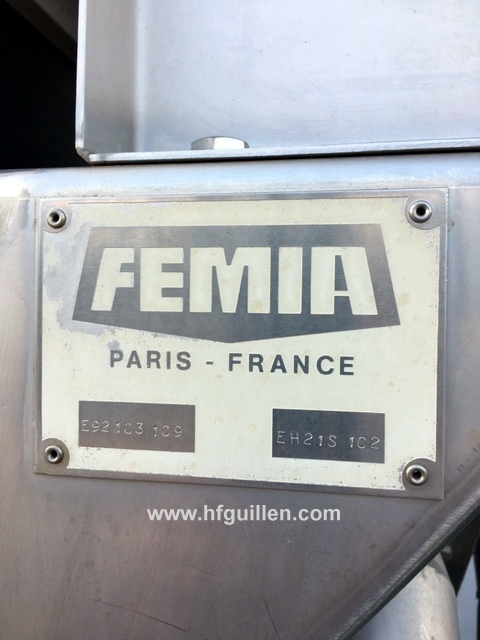 FEMIA
PARIS - FRANCE
E92103 109
EH21S 102
www.hfguillen.com